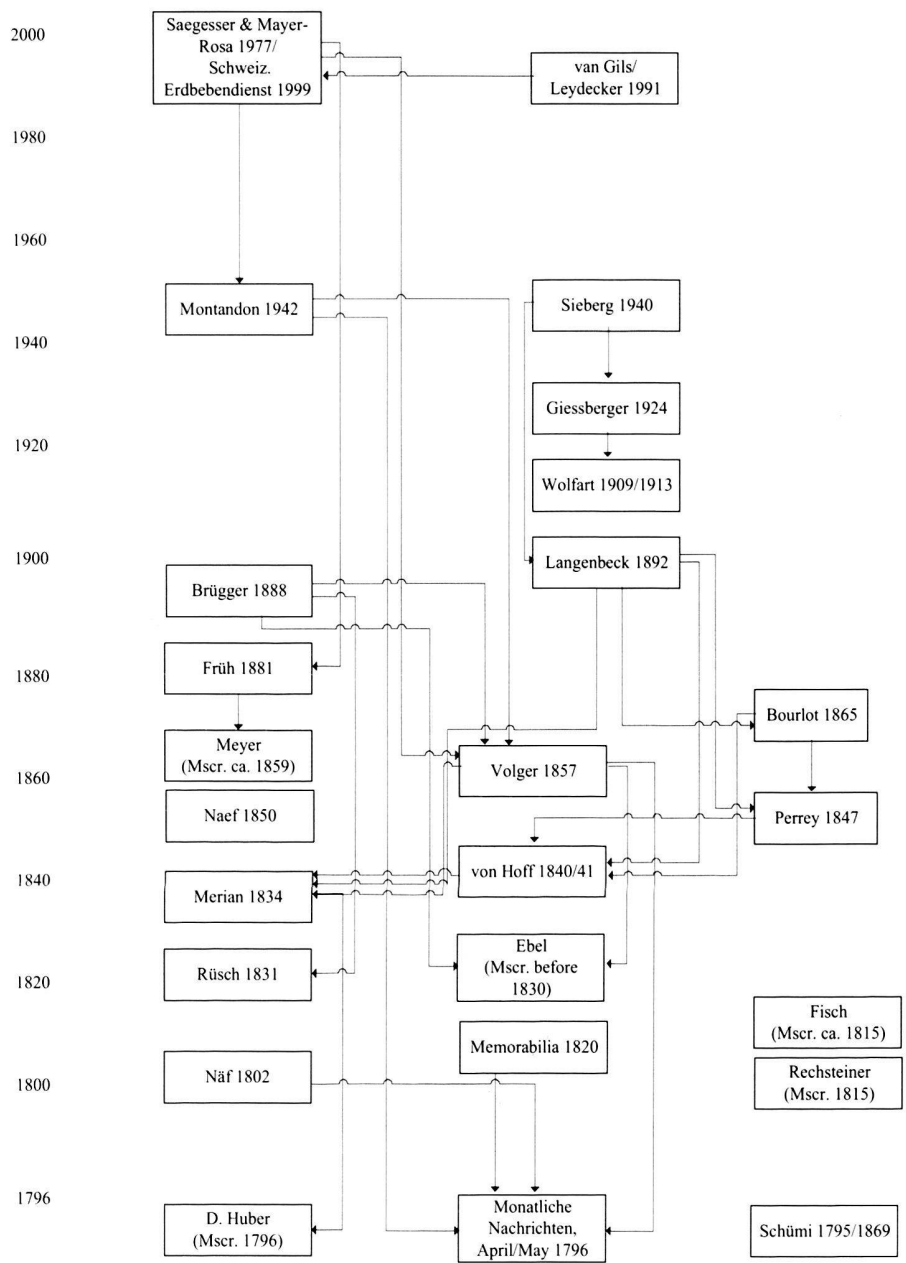 2000
Saegesser & Mayer-
Rosa 1977/
Schweiz.
Erdbebendienst 1999
van Gils/
Leydecker 1991
1980
1960
Montandon 1942
Sieberg 1940
1940
Giessberger 1924
1920
Wolfart 1909/1913
1900
Langenbeck 1892
Brügger 1888
Früh 1881
1880
Bourlot 1865
Meyer
(Mscr. ca. 1859)
Volger 1857
1860
Naef 1850
Perrey 1847
von Hoff 1840/41
1840
Merian 1834
Ebel
(Mscr. before
1830)
Rüsch 1831
1820
Fisch
(Mscr. ca. 1815)
Memorabilia 1820
Rechsteiner
(Mscr. 1815)
Näf 1802
1800
1796
D. Huber
(Mscr. 1796)
Monatliche
Nachrichten,
April/May 1796
Schümi 1795/1869